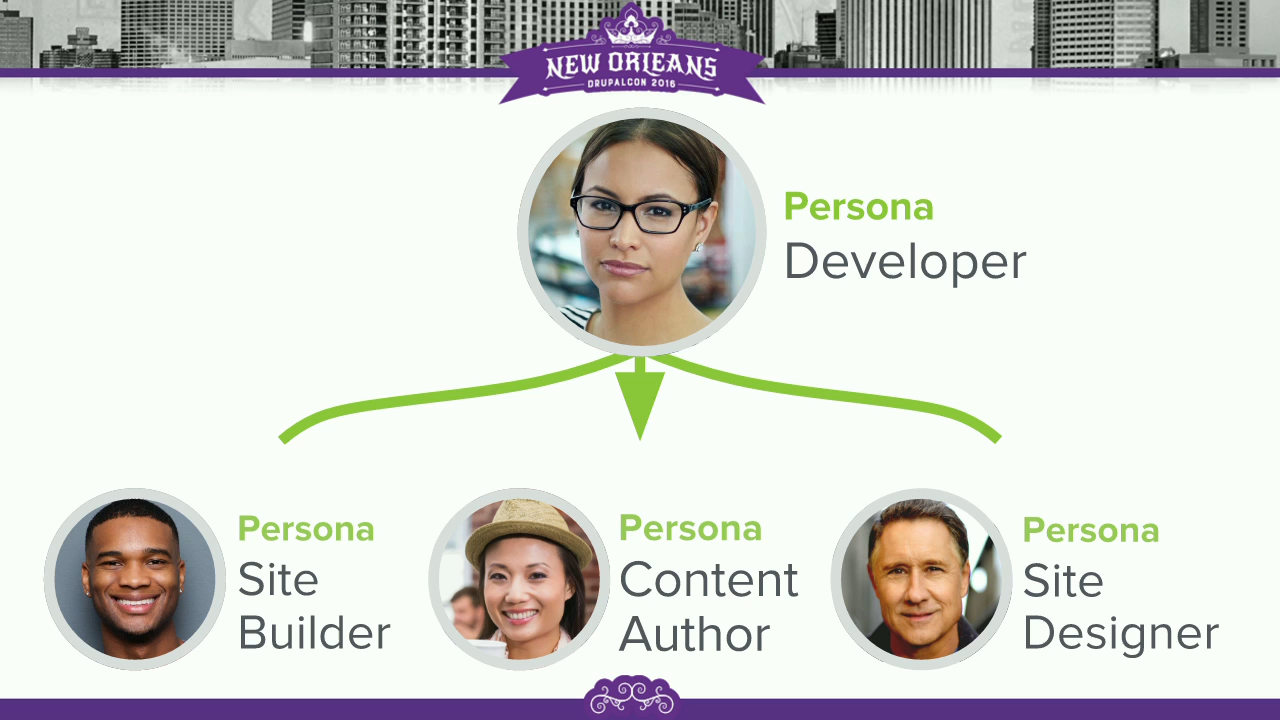 NEW ORLEANS
DRUPALCON 2016
Persona
Developer
Persona
Site
Builder
Persona
Content
Author
Persona
Site
Designer